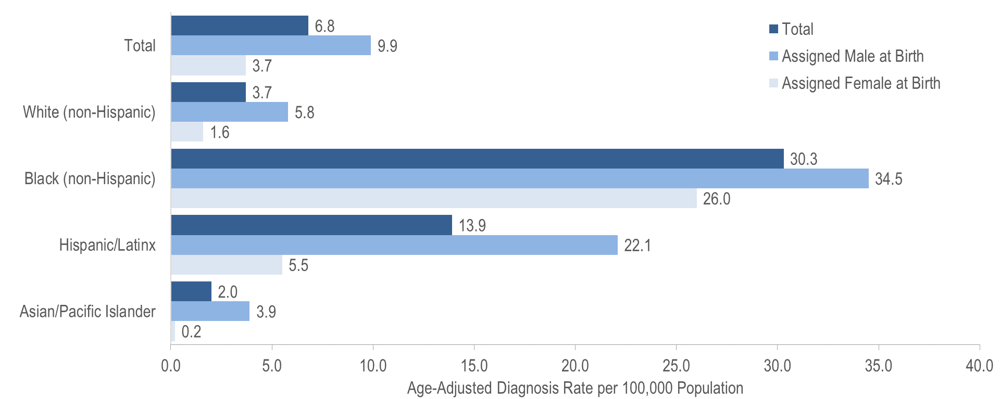 Total
Assigned Male at Birth
Assigned Female at Birth
Total
6.8
9.9
3.7
White (non-Hispanic)
3.7
5.8
1.6
Black (non-Hispanic)
30.3
34.5
26.0
Hispanic/Latinx
13.9
22.1
5.5
Asian/Pacific Islander
2.0
3.9
0.2
0.0 5.0 10.0 15.0 20.0 25.0 30.0 35.0 40.0
Age-Adjusted Diagnosis Rate per 100,000 Population